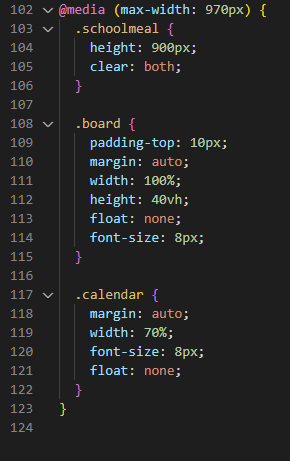 102 @media (max-width: 970px) {
103 .schoolmeal {
104 height: 900px;
105 clear: both;
106 }
107
108 .board {
109 padding-top: 10px;
110 margin: auto;
111 width: 100%;
112 height: 40vh;
113 float: none;
114 font-size: 8px;
115 }
116
117 .calendar {
118 margin: auto;
119 width: 70%;
120 font-size: 8px;
121 float: none;
122 }
123 }
124